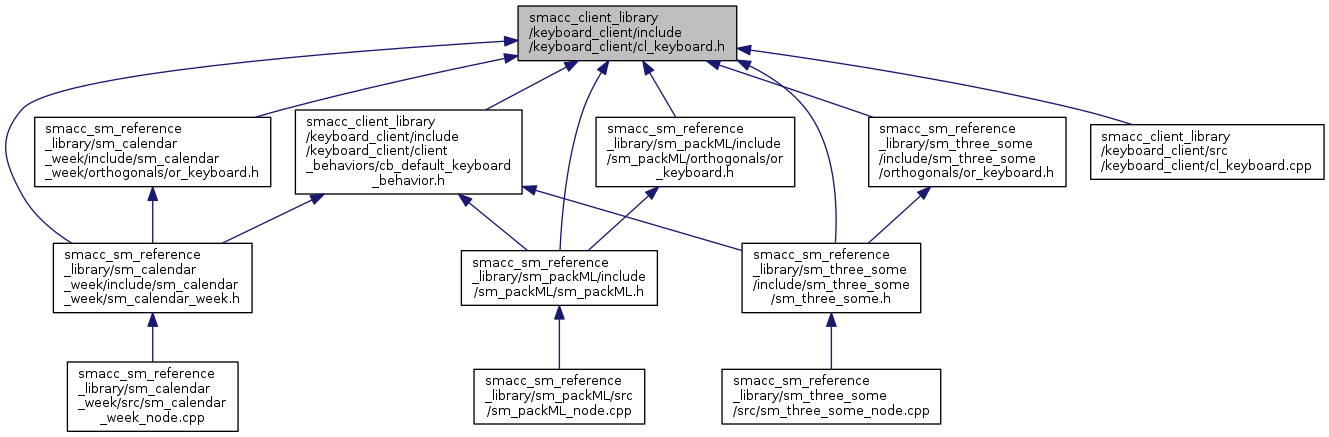 smacc_client_library
/keyboard_client/include
/keyboard_client/cl_keyboard.h
smacc_sm_reference
_library/sm_calendar
_week/include/sm_calendar
_week/orthogonals/or_keyboard.h
smacc_client_library
/keyboard_client/include
/keyboard_client/client
_behaviors/cb_default_keyboard
_behavior.h
smacc_sm_reference
_library/sm_packML/include
/sm_packML/orthogonals/or
_keyboard.h
smacc_sm_reference
_library/sm_three_some
/include/sm_three_some
/orthogonals/or_keyboard.h
smacc_client_library
/keyboard_client/src
/keyboard_client/cl_keyboard.cpp
smacc_sm_reference
_library/sm_calendar
_week/include/sm_calendar
_week/sm_calendar_week.h
smacc_sm_reference
_library/sm_packML/include
/sm_packML/sm_packML.h
smacc_sm_reference
_library/sm_three_some
/include/sm_three_some
/sm_three_some.h
smacc_sm_reference
_library/sm_calendar
_week/src/sm_calendar
_week_node.cpp
smacc_sm_reference
_library/sm_packML/src
/sm_packML_node.cpp
smacc_sm_reference
_library/sm_three_some
/src/sm_three_some_node.cpp